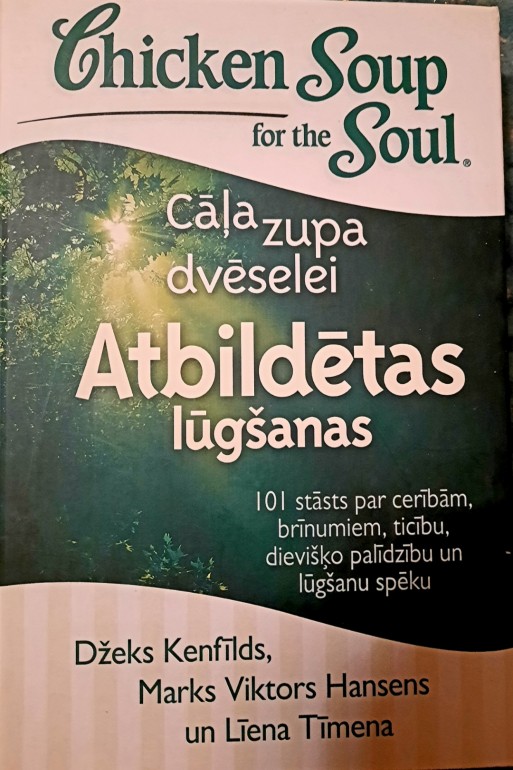 Chicken Soup
for the Soul®
Cāļa zupa
dvēselei
Atbildētas
lūgšanas
101 stāsts par cerībām,
brīnumiem, ticību,
dievišķo palīdzību un
lūgšanu spēku
Džeks Kenfīlds,
Marks Viktors Hansens
un Līena Tīmena